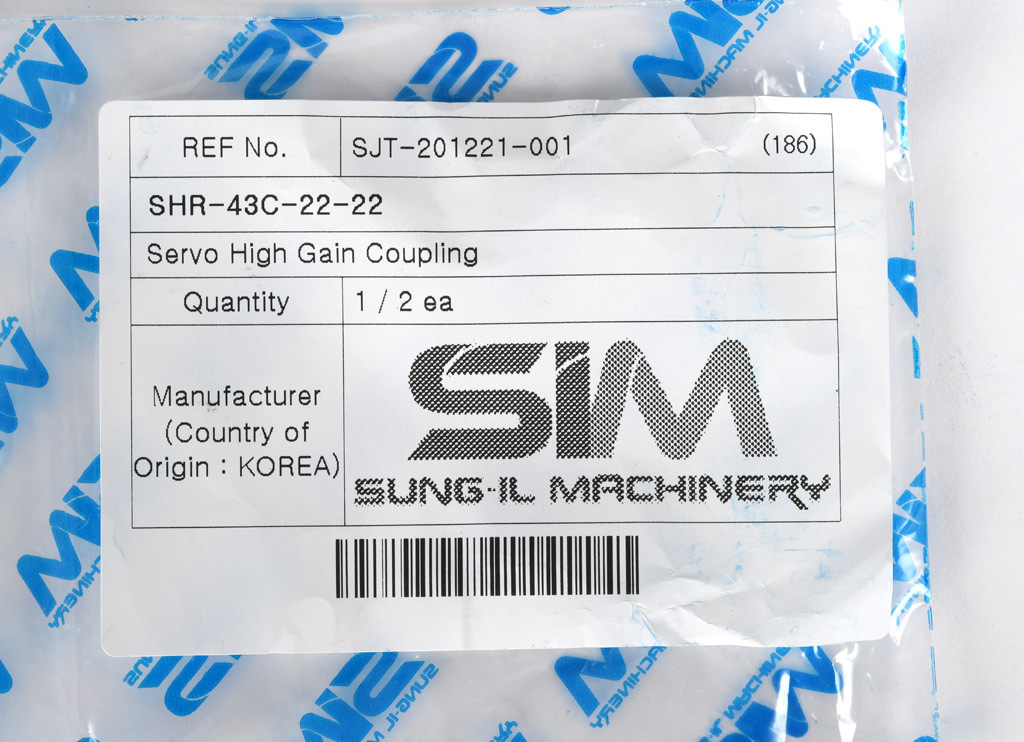 REF No. SJT-201221-001 (186)
SHR-43C-22-22
Servo High Gain Coupling
Quantity 1 / 2 ea
Manufacturer
(Country of
Origin : KOREA)
SIM
SUNG-IL MACHINERY